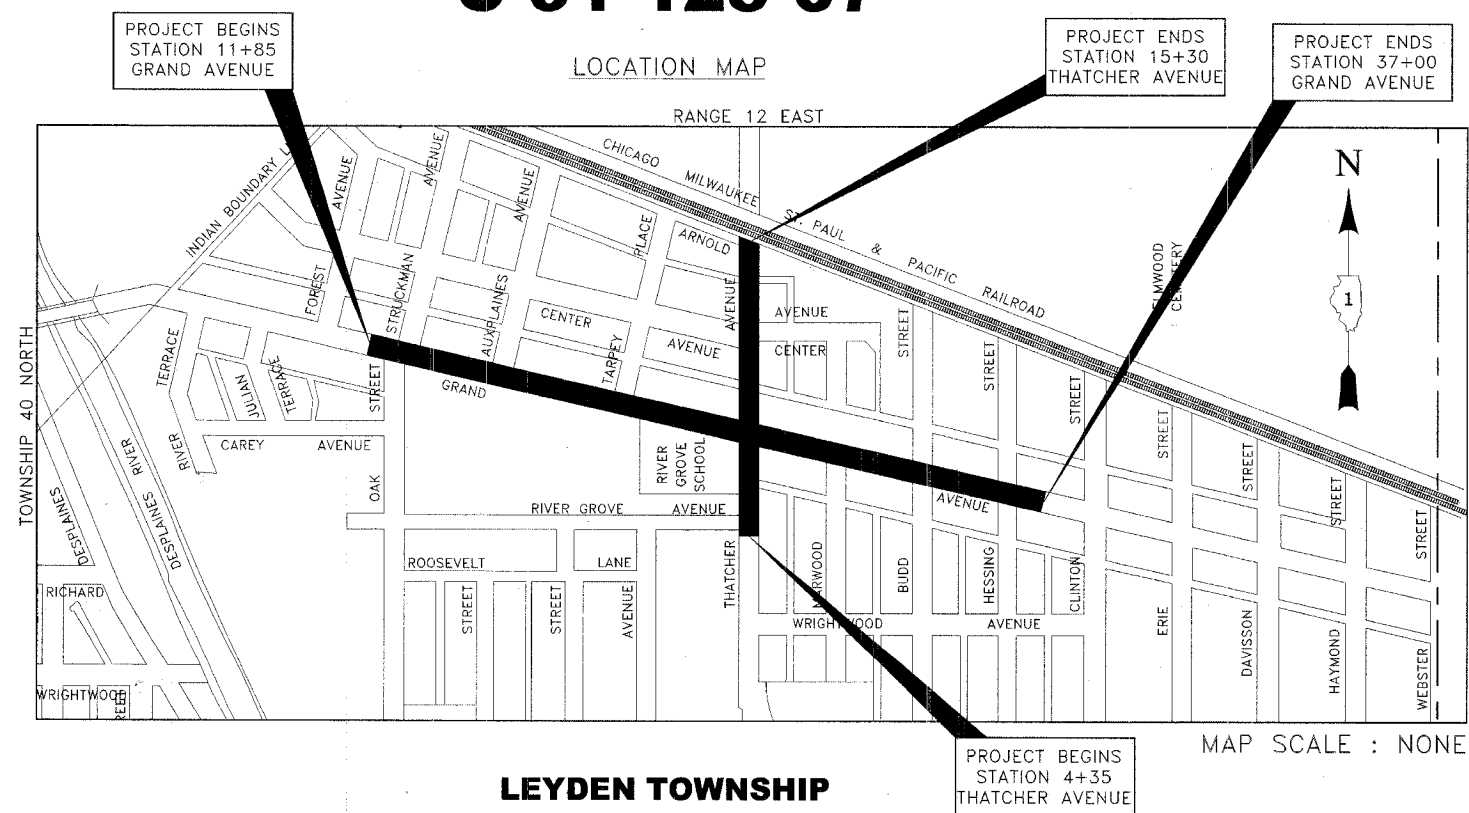 PROJECT BEGINS
STATION 11+85
GRAND AVENUE
LOCATION MAP
PROJECT ENDS
STATION 15+30
THATCHER AVENUE
PROJECT ENDS
STATION 37+00
GRAND AVENUE
RANGE 12 EAST
TOWNSHIP 40 NORTH
INDIAN BOUNDARY
AVENUE
AVENUE
AVENUE
CHICAGO
MILWAUKEE
ST. PAUL
&
PACIFIC
RAILROAD
N
1
ELMWOOD
CEMETERY
PLACE
ARNOLD
FOREST
STRUCKMAN
AUXPLAINES
CENTER
TARPEY
AVENUE
AVENUE
AVENUE
CENTER
STREET
STREET
STREET
STREET
STREET
STREET
STREET
TERRACE
JULIAN
TERRACE
STREET
GRAND
RIVER
CAREY
AVENUE
OAK
RIVER
GROVE
SCHOOL
AVENUE
RIVER GROVE
AVENUE
DESPLAINES
DESPLAINES
RIVER
ROOSEVELT
LANE
THATCHER
BUDD
HESSING
CLINTON
RICHARD
STREET
STREET
AVENUE
WRIGHTWOOD
AVENUE
ERIE
DAVISSON
HAYMOND
WEBSTER
WRIGHTWOOD
MAP SCALE : NONE
PROJECT BEGINS
STATION 4+35
THATCHER AVENUE
LEYDEN TOWNSHIP